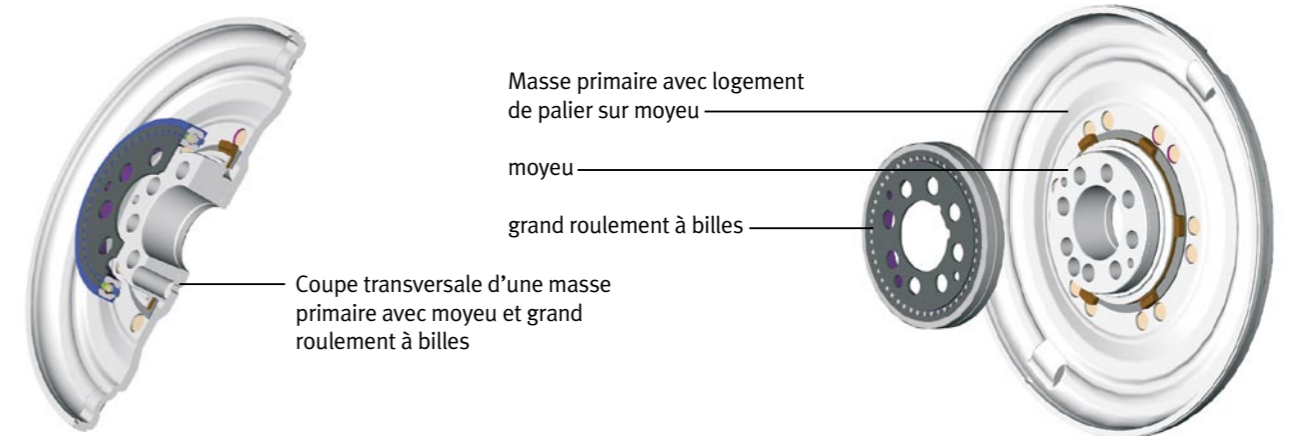 Masse primaire avec logement
de palier sur moyeu
moyeu
grand roulement à billes
Coupe transversale d’une masse
primaire avec moyeu et grand
roulement à billes